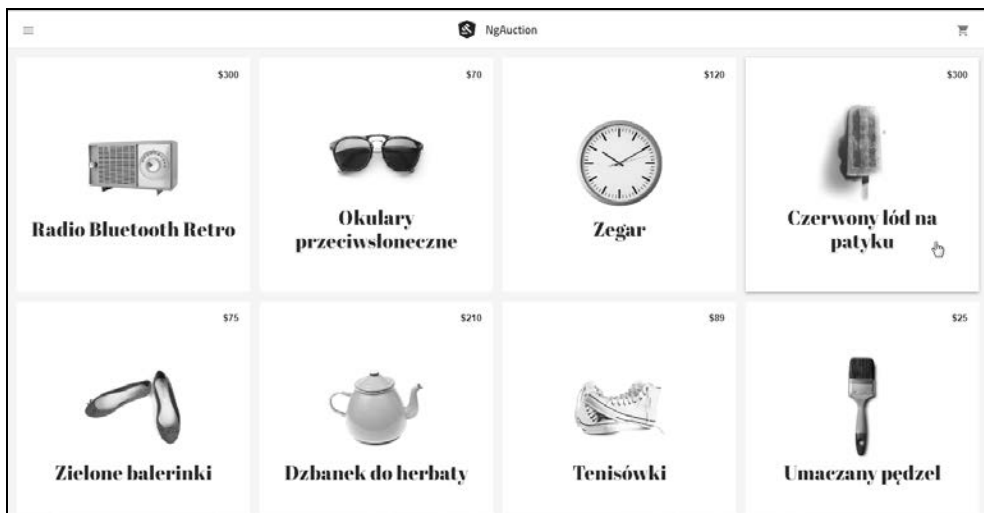 NgAuction
$300
$70
$120
$300
Radio Bluetooth Retro
Okulary
przeciwsłoneczne
Zegar
Czerwony lód na
patyku
$75
$210
$89
$25
Zielone balerinki
Dzbanek do herbaty
Tenisówki
Umaczany pędzel